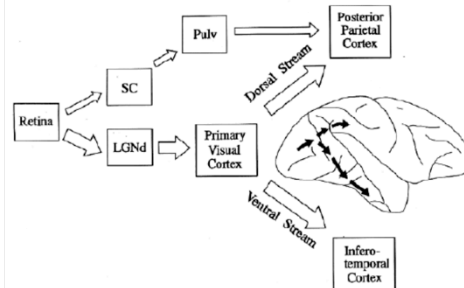 Posterior
Parietal
Cortex
Pulv
Dorsal Stream
SC
Retina
LGNd
Primary
Visual
Cortex
Ventral Stream
Infero-
temporal
Cortex